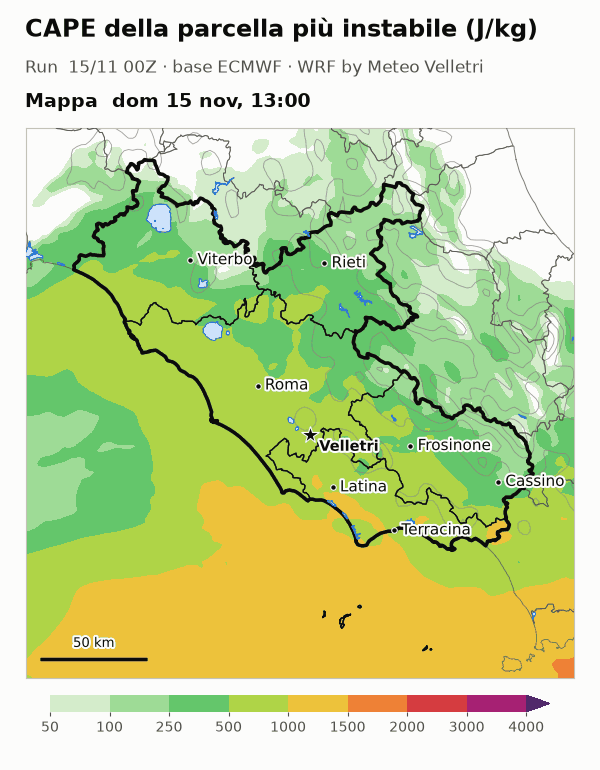 CAPE della parcella più instabile (J/kg)
Run  15/11 00Z · base ECMWF · WRF by Meteo Velletri
Mappa  dom 15 nov, 13:00
Viterbo
Rieti
Roma
Velletri
Frosinone
Cassino
Latina
Terracina
50 km
50 100 250 500 1000 1500 2000 3000 4000